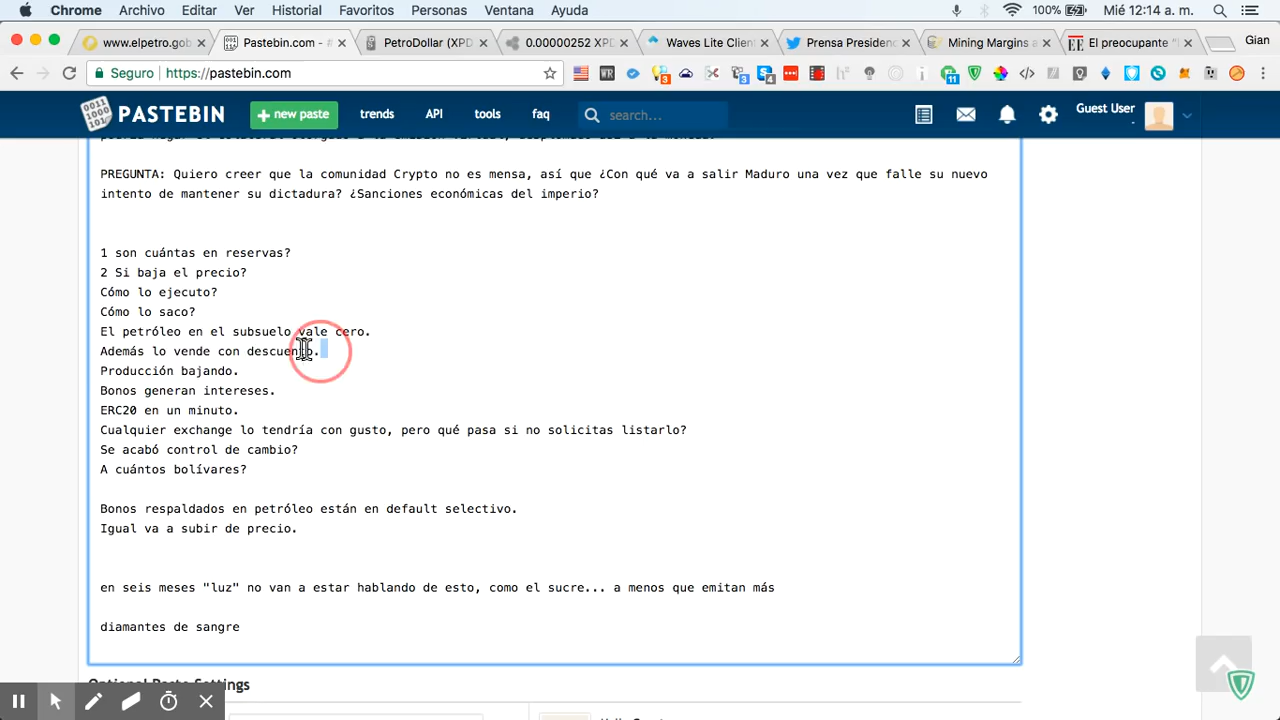 Chrome Archivo Editar Ver Historial Favoritos Personas Ventana Ayuda 100% Mié 12:14 a. m.
www.elpetro.gob Pastebin.com - # PetroDollar (XPD 0.00000252 XPD Waves Lite Clien Prensa Presiden Mining Margins a El preocupante " Gian
Seguro https://pastebin.com
PASTEBIN + new paste trends API tools faq search... Guest User
PREGUNTA: Quiero creer que la comunidad Crypto no es mensa, así que ¿Con qué va a salir Maduro una vez que falle su nuevo
intento de mantener su dictadura? ¿Sanciones económicas del imperio?
1 son cuántas en reservas?
2 Si baja el precio?
Cómo lo ejecuto?
Cómo lo saco?
El petróleo en el subsuelo vale cero.
Además lo vende con descuento.
Producción bajando.
Bonos generan intereses.
ERC20 en un minuto.
Cualquier exchange lo tendría con gusto, pero qué pasa si no solicitas listarlo?
Se acabó control de cambio?
A cuántos bolívares?
Bonos respaldados en petróleo están en default selectivo.
Igual va a subir de precio.
en seis meses "luz" no van a estar hablando de esto, como el sucre... a menos que emitan más
diamantes de sangre
Optional Paste Settings